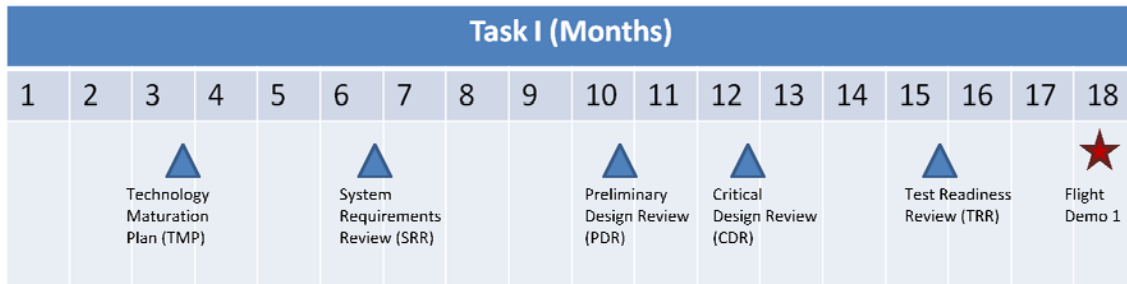 Task I (Months)
1 2 3 4 5 6 7 8 9 10 11 12 13 14 15 16 17 18
Technology
Maturation
Plan (TMP)
System
Requirements
Review (SRR)
Preliminary
Design Review
(PDR)
Critical
Design Review
(CDR)
Test Readiness
Review (TRR)
Flight
Demo 1